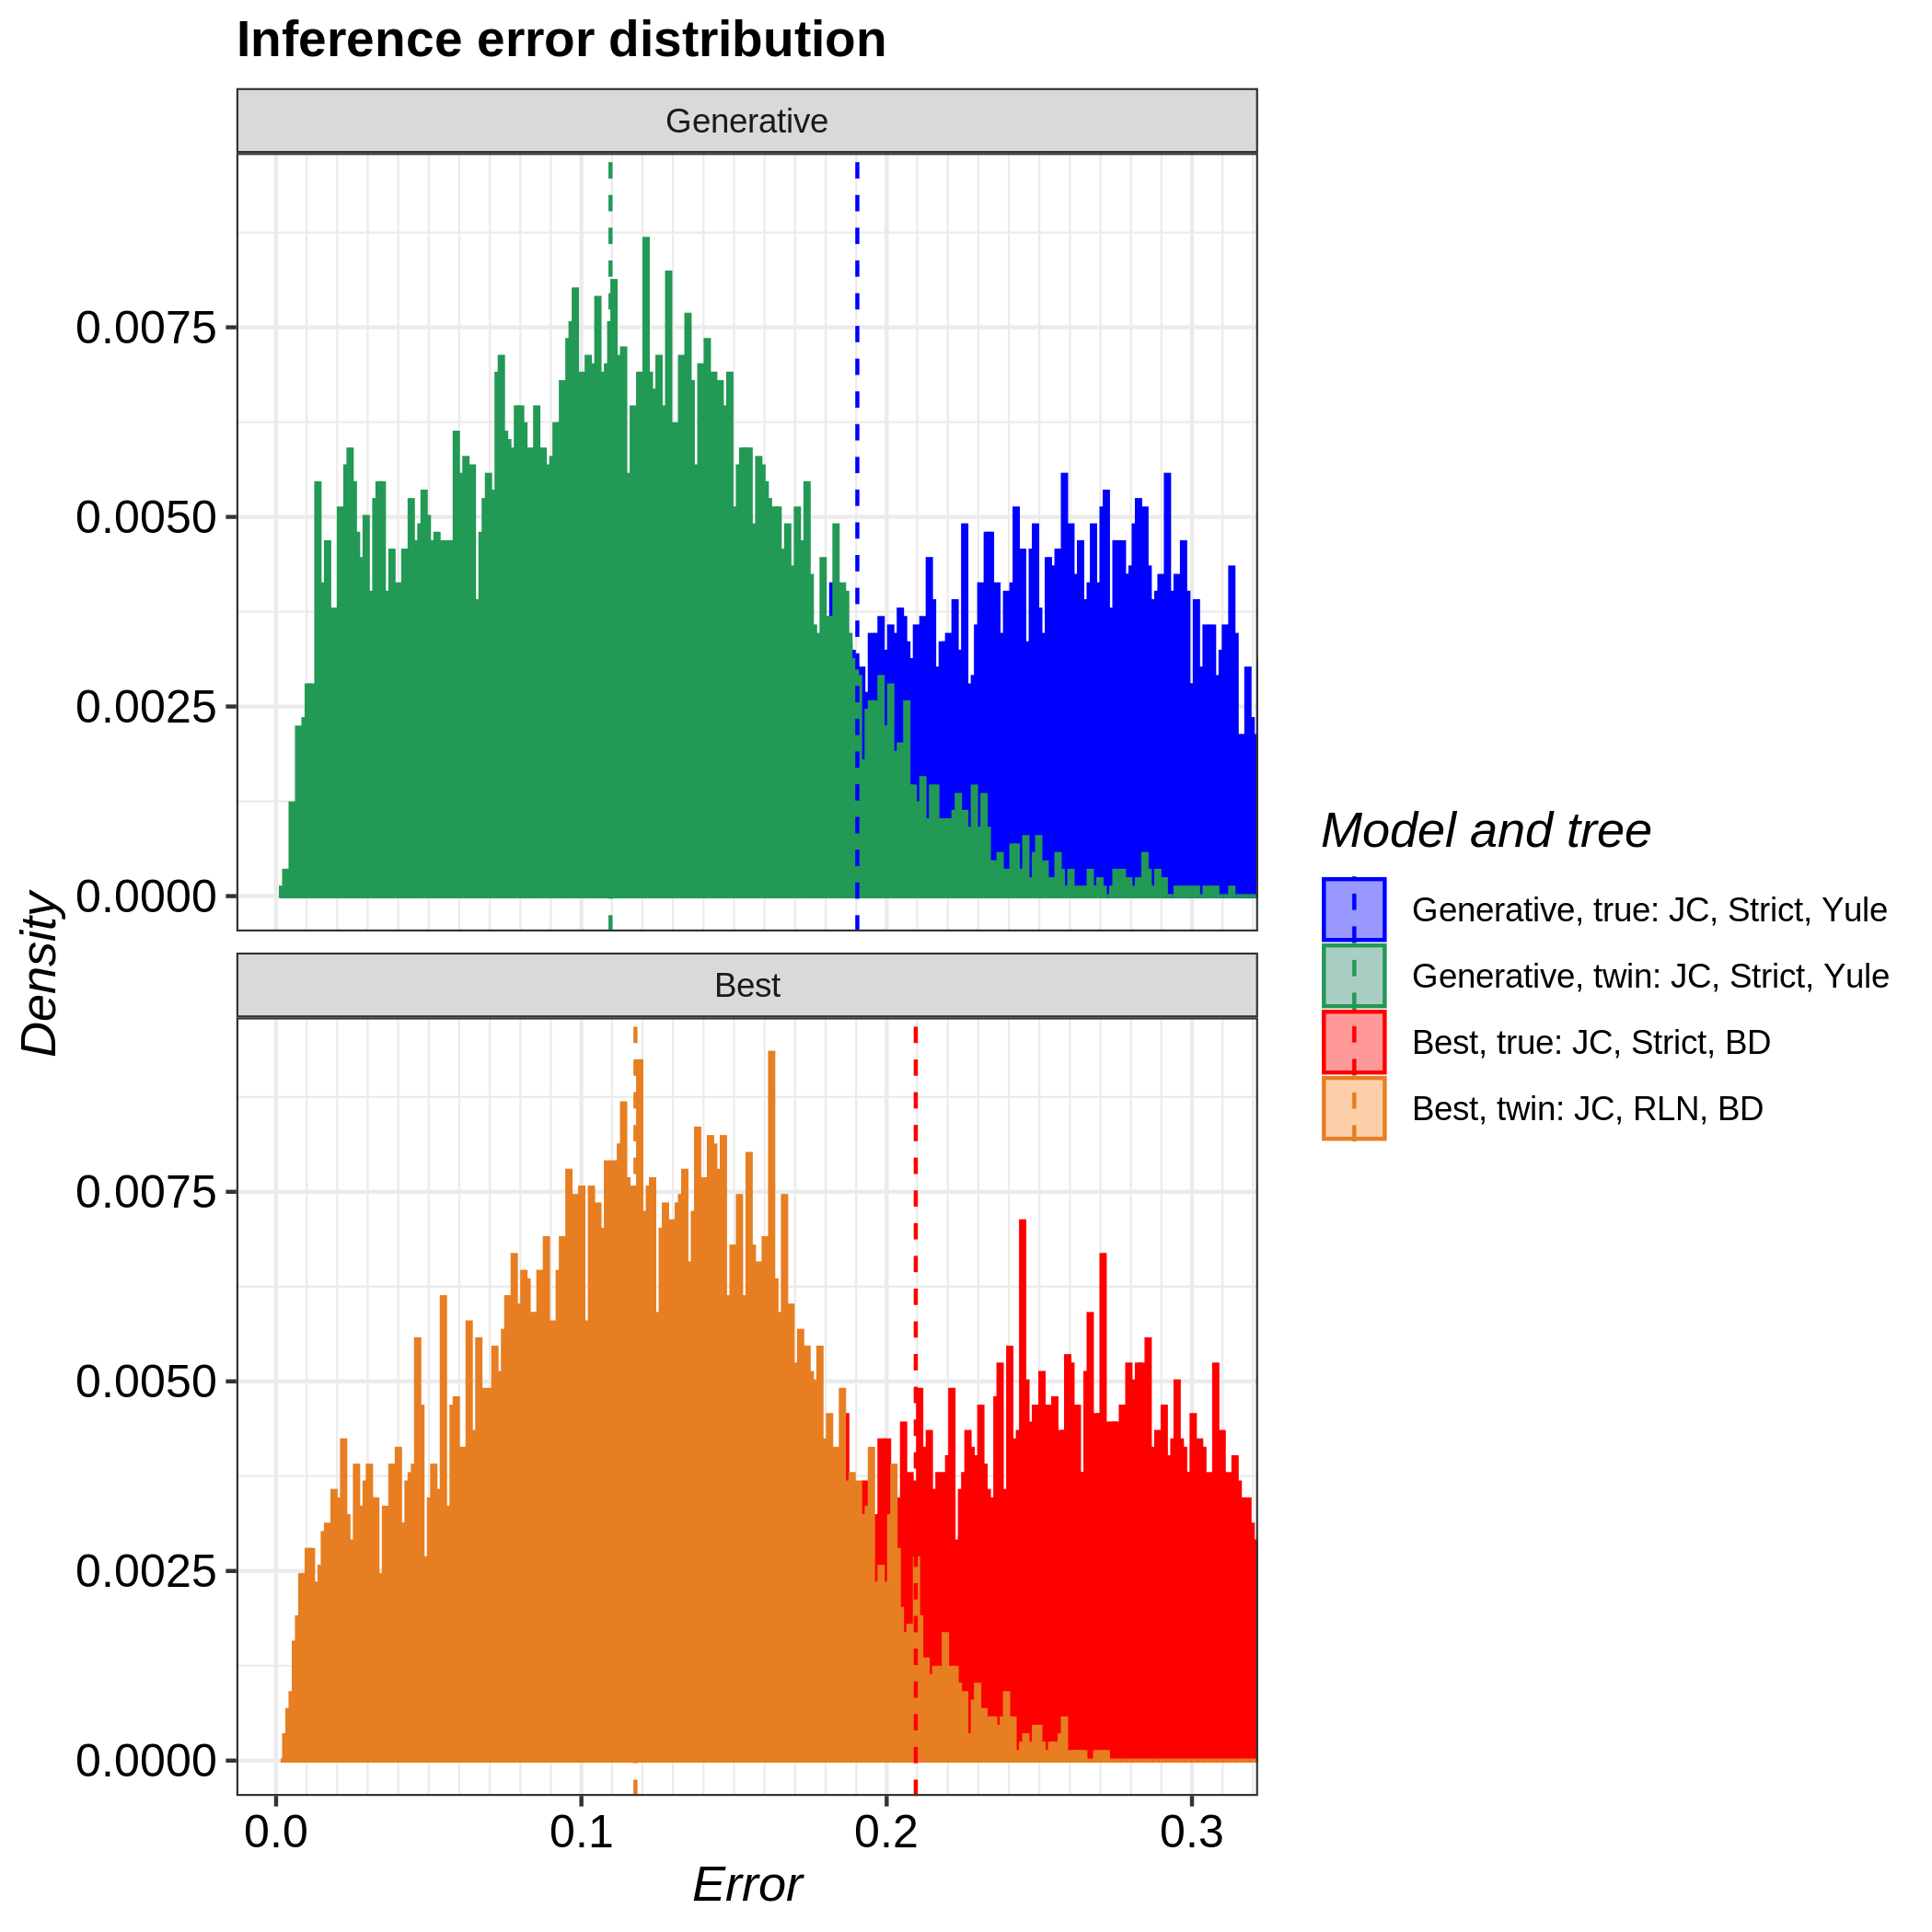 Inference error distribution
Generative
0.0075
0.0050
0.0025
0.0000
Best
0.0075
0.0050
0.0025
0.0000
0.0 0.1 0.2 0.3
Error
Density
Model and tree
Generative, true: JC, Strict, Yule
Generative, twin: JC, Strict, Yule
Best, true: JC, Strict, BD
Best, twin: JC, RLN, BD